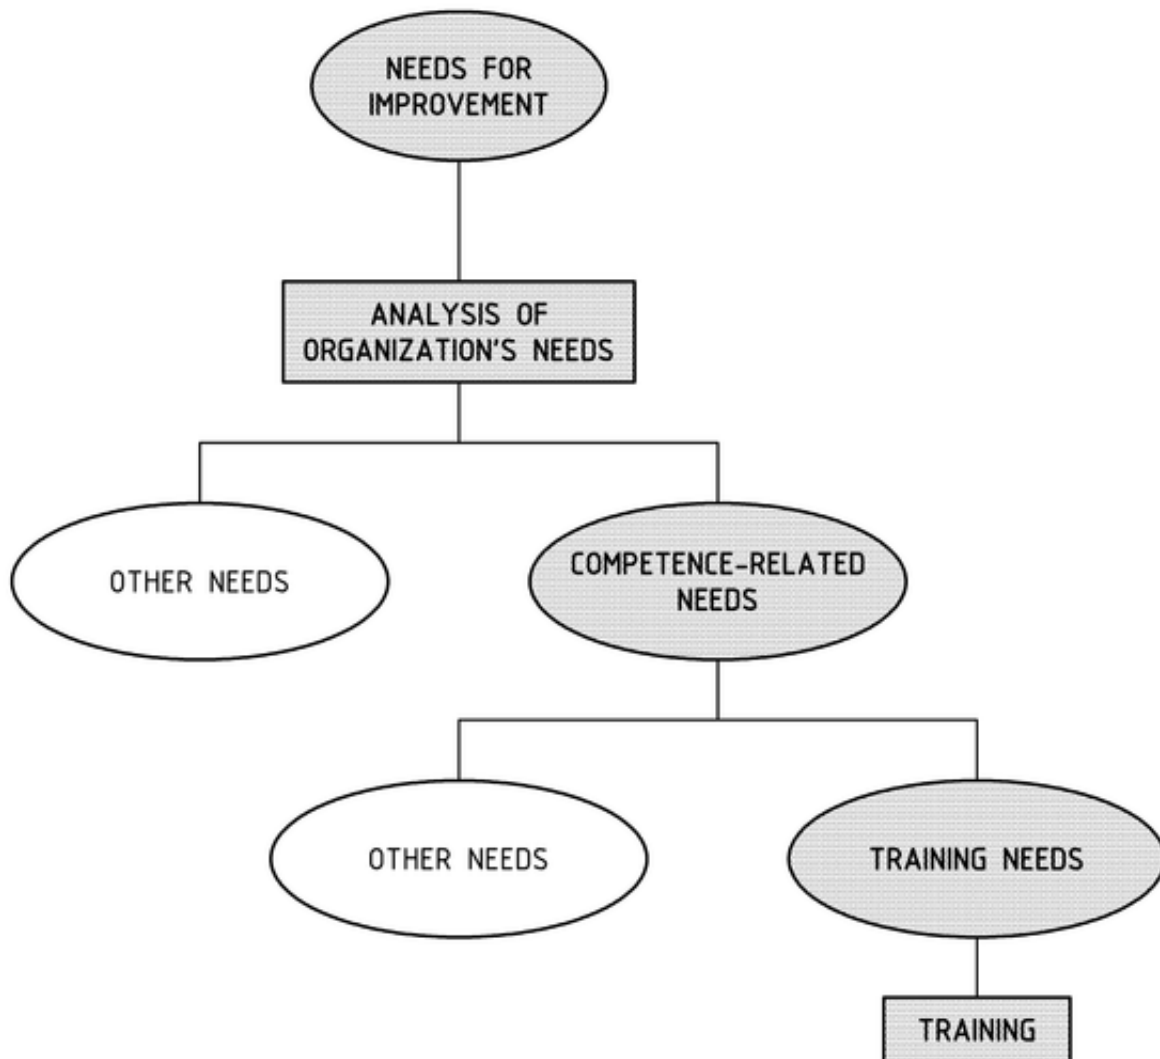 NEEDS FOR
IMPROVEMENT
ANALYSIS OF
ORGANIZATION'S NEEDS
OTHER NEEDS
COMPETENCE-RELATED
NEEDS
OTHER NEEDS
TRAINING NEEDS
TRAINING